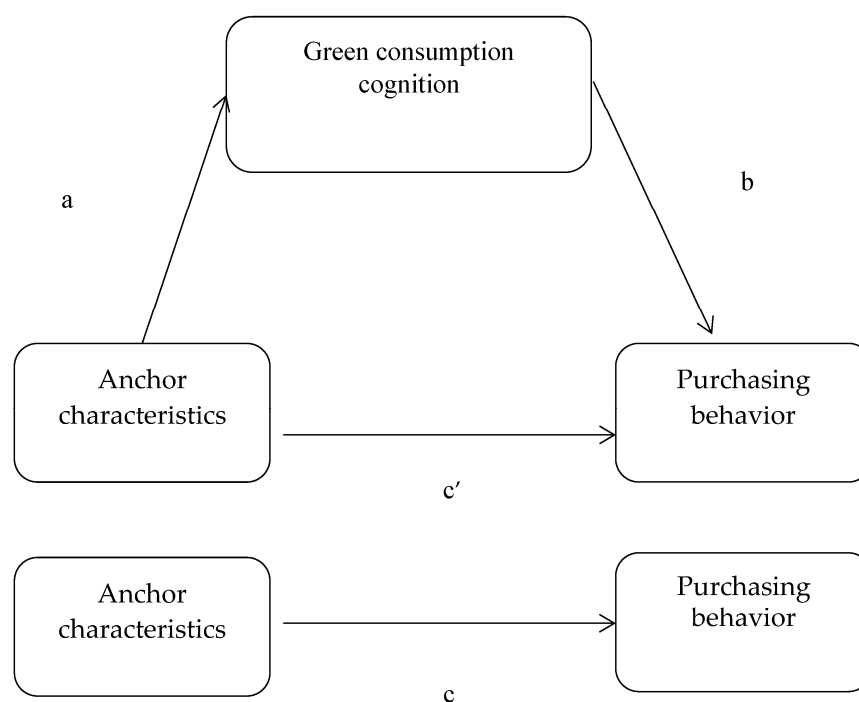 Green consumption
cognition
a
b
Anchor
characteristics
Purchasing
behavior
c′
Anchor
characteristics
Purchasing
behavior
c